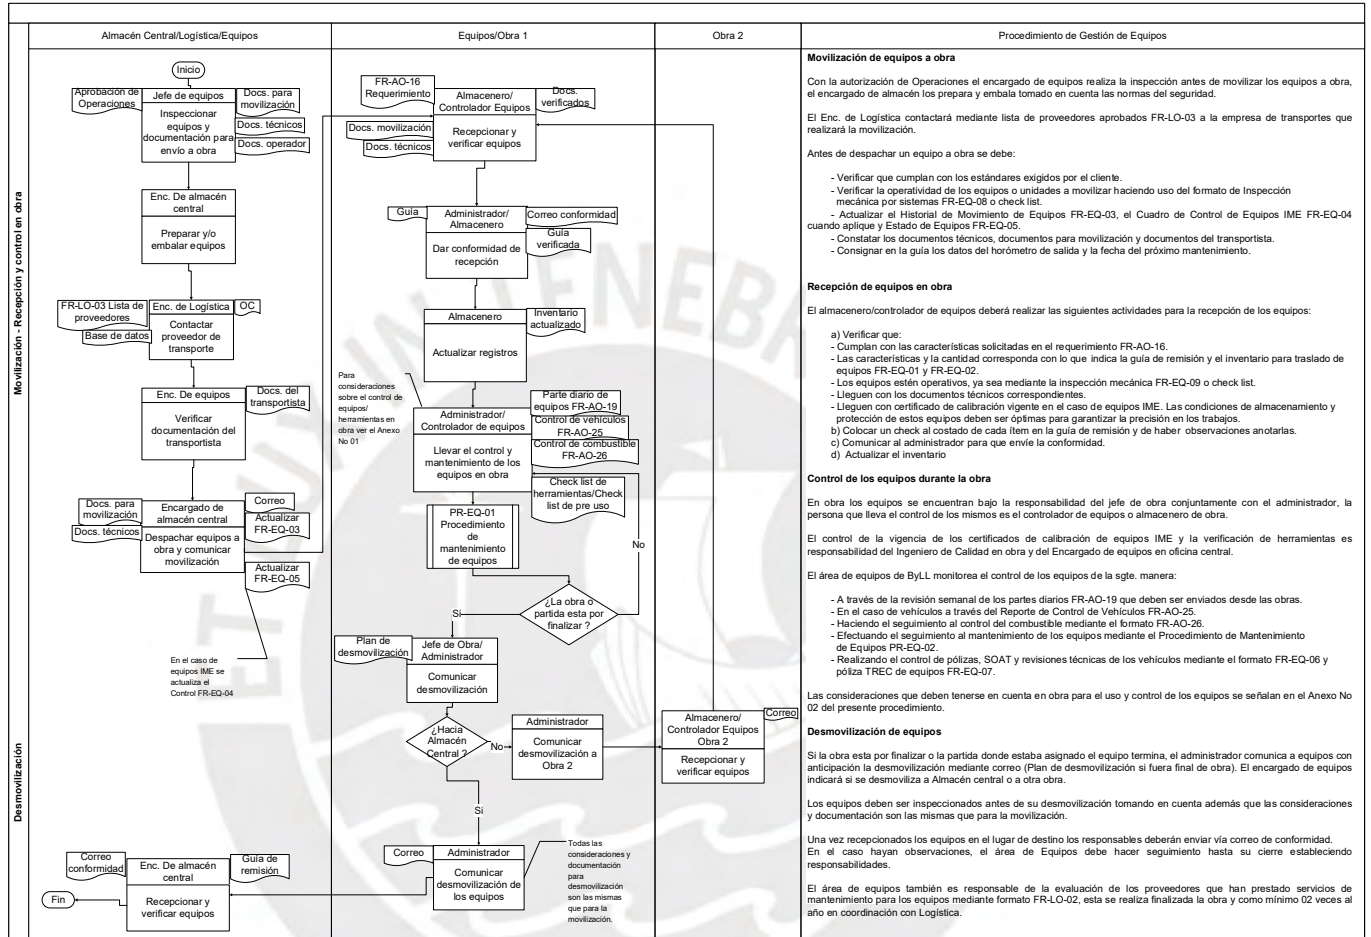 Almacén Central/Logística/Equipos
Equipos/Obra 1
Obra 2
Procedimiento de Gestión de Equipos
Movilización - Recepción y control en obra
Desmovilización
Inicio
Aprobación de
Operaciones
Jefe de equipos
Inspeccionar
equipos y
documentación para
envío a obra
Docs. para
movilización
Docs. técnicos
Docs. operador
Enc. De almacén
central
Preparar y/o
embalar equipos
FR-LO-03 Lista de
proveedores
Base de datos
Enc. de Logística
Contactar
proveedor de
transporte
OC
Enc. De equipos
Verificar
documentación del
transportista
Docs. del
transportista
Docs. para
movilización
Docs. técnicos
Encargado de
almacén central
Despachar equipos a
obra y comunicar
movilización
Correo
Actualizar
FR-EQ-03
Actualizar
FR-EQ-05
En el caso de
equipos IME se
actualiza el
Control FR-EQ-04
Correo
conformidad
Enc. De almacén
central
Recepcionar y
verificar equipos
Guía de
remisión
Fin
FR-AO-16
Requerimiento
Docs. movilización
Docs. técnicos
Almacenero/
Controlador Equipos
Recepcionar y
verificar equipos
Docs.
verificados
Guía
Administrador/
Almacenero
Dar conformidad de
recepción
Correo conformidad
Guía
verificada
Almacenero
Actualizar registros
Inventario
actualizado
Para
consideraciones
sobre el control de
equipos/
herramientas en
obra ver el Anexo
No 01
Administrador/
Controlador de equipos
Llevar el control y
mantenimiento de los
equipos en obra
Parte diario de
equipos FR-AO-19
Control de vehículos
FR-AO-25
Control de combustible
FR-AO-26
Check list de
herramientas/Check
list de pre uso
PR-EQ-01
Procedimiento
de
mantenimiento
de equipos
No
¿La obra o
partida esta por
finalizar ?
Si
Plan de
desmovilización
Jefe de Obra/
Administrador
Comunicar
desmovilización
¿Hacia
Almacén
Central ?
No
Administrador
Comunicar
desmovilización a
Obra 2
Si
Correo
Administrador
Comunicar
desmovilización de
los equipos
Todas las
consideraciones y
documentación
para
desmovilización
son las mismas
que para la
movilización.
Almacenero/
Controlador Equipos
Obra 2
Recepcionar y
verificar equipos
Correo
Movilización de equipos a obra
Con la autorización de Operaciones el encargado de equipos realiza la inspección antes de movilizar los equipos a obra,
el encargado de almacén los prepara y embala tomado en cuenta las normas del seguridad.
El Enc. de Logística contactará mediante lista de proveedores aprobados FR-LO-03 a la empresa de transportes que
realizará la movilización.
Antes de despachar un equipo a obra se debe:
- Verificar que cumplan con los estándares exigidos por el cliente.
- Verificar la operatividad de los equipos o unidades a movilizar haciendo uso del formato de Inspección
mecánica por sistemas FR-EQ-08 o check list.
- Actualizar el Historial de Movimiento de Equipos FR-EQ-03, el Cuadro de Control de Equipos IME FR-EQ-04
cuando aplique y Estado de Equipos FR-EQ-05.
- Constatar los documentos técnicos, documentos para movilización y documentos del transportista.
- Consignar en la guía los datos del horómetro de salida y la fecha del próximo mantenimiento.
Recepción de equipos en obra
El almacenero/controlador de equipos deberá realizar las siguientes actividades para la recepción de los equipos:
a) Verificar que:
- Cumplan con las características solicitadas en el requerimiento FR-AO-16.
- Las características y la cantidad corresponda con lo que indica la guía de remisión y el inventario para traslado de
equipos FR-EQ-01 y FR-EQ-02.
- Los equipos estén operativos, ya sea mediante la inspección mecánica FR-EQ-09 o check list.
- Lleguen con los documentos técnicos correspondientes.
- Lleguen con certificado de calibración vigente en el caso de equipos IME. Las condiciones de almacenamiento y
protección de estos equipos deben ser óptimas para garantizar la precisión en los trabajos.
b) Colocar un check al costado de cada ítem en la guía de remisión y de haber observaciones anotarlas.
c) Comunicar al administrador para que envíe la conformidad.
d) Actualizar el inventario
Control de los equipos durante la obra
En obra los equipos se encuentran bajo la responsabilidad del jefe de obra conjuntamente con el administrador, la
persona que lleva el control de los mismos es el controlador de equipos o almacenero de obra.
El control de la vigencia de los certificados de calibración de equipos IME y la verificación de herramientas es
responsabilidad del Ingeniero de Calidad en obra y del Encargado de equipos en oficina central.
El área de equipos de ByLL monitorea el control de los equipos de la sgte. manera:
- A través de la revisión semanal de los partes diarios FR-AO-19 que deben ser enviados desde las obras.
- En el caso de vehículos a través del Reporte de Control de Vehículos FR-AO-25.
- Haciendo el seguimiento al control del combustible mediante el formato FR-AO-26.
- Efectuando el seguimiento al mantenimiento de los equipos mediante el Procedimiento de Mantenimiento
de Equipos PR-EQ-02.
- Realizando el control de pólizas, SOAT y revisiones técnicas de los vehículos mediante el formato FR-EQ-06 y
póliza TREC de equipos FR-EQ-07.
Las consideraciones que deben tenerse en cuenta en obra para el uso y control de los equipos se señalan en el Anexo No
02 del presente procedimiento.
Desmovilización de equipos
Si la obra esta por finalizar o la partida donde estaba asignado el equipo termina, el administrador comunica a equipos con
anticipación la desmovilización mediante correo (Plan de desmovilización si fuera final de obra). El encargado de equipos
indicará si se desmoviliza a Almacén central o a otra obra.
Los equipos deben ser inspeccionados antes de su desmovilización tomando en cuenta además que las consideraciones
y documentación son las mismas que para la movilización.
Una vez recepcionados los equipos en el lugar de destino los responsables deberán enviar vía correo de conformidad.
En el caso hayan observaciones, el área de Equipos debe hacer seguimiento hasta su cierre estableciendo
responsabilidades.
El área de equipos también es responsable de la evaluación de los proveedores que han prestado servicios de
mantenimiento para los equipos mediante formato FR-LO-02, esta se realiza finalizada la obra y como mínimo 02 veces al
año en coordinación con Logística.